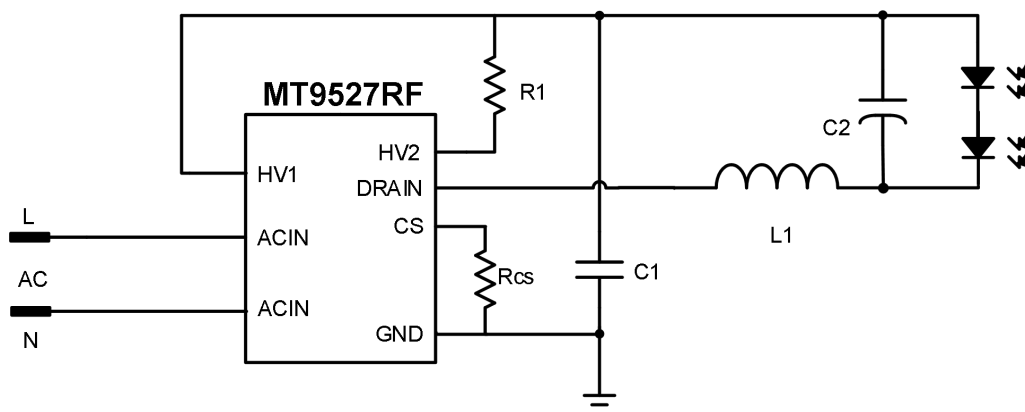 MT9527RF
R1
HV2
C2
HV1
DRAIN
L
CS
ACIN
L1
AC
Rcs
C1
ACIN
N
GND